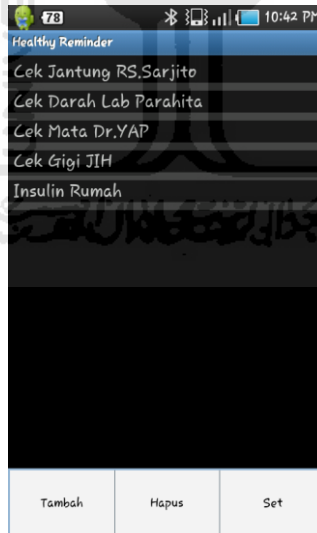 78 10:42 PM
Healthy Reminder
Cek Jantung RS.Sarjito
Cek Darah Lab Parahita
Cek Mata Dr.YAP
Cek Gigi JIH
Insulin Rumah
Tambah Hapus Set